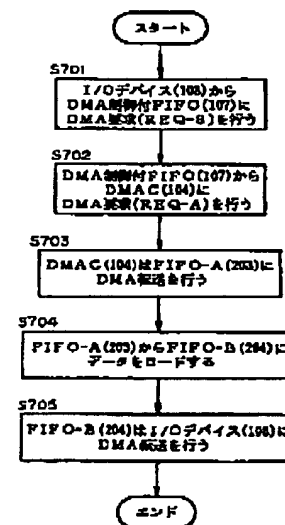 スタート
S701
I/Oデバイス(108)から
DMA制御付FIFO(107)に
DMA要求(REQ-B)を行う
S702
DMA制御付FIFO(107)から
DMAC(104)に
DMA要求(REQ-A)を行う
S703
DMAC(104)はFIFO-A(203)に
DMA転送を行う
S704
FIFO-A(203)からFIFO-B(204)に
データをロードする
S705
FIFO-B(204)はI/Oデバイス(108)に
DMA転送を行う
エンド